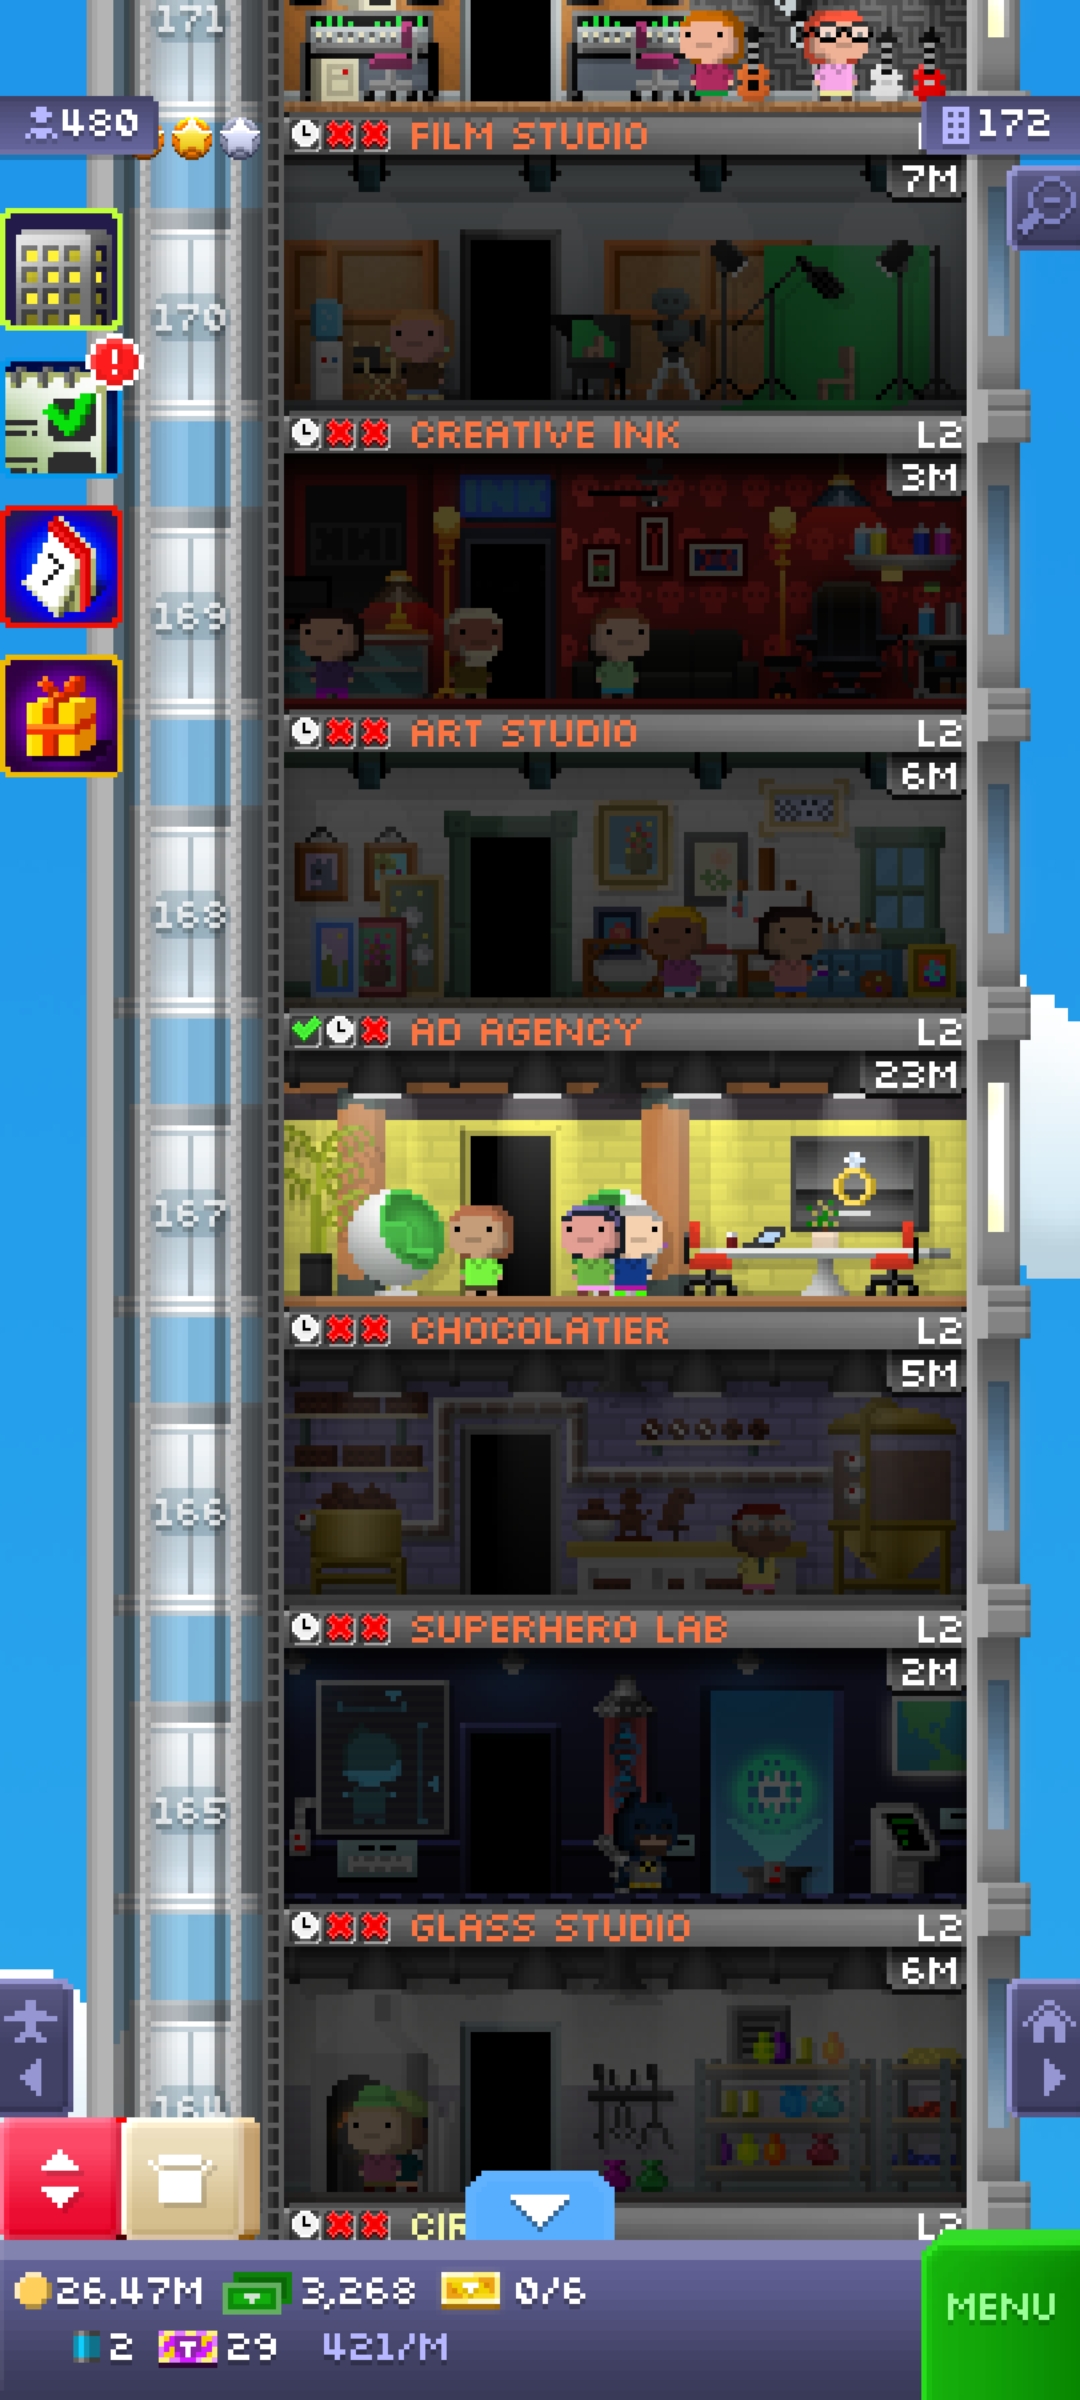 171
480
172
FILM STUDIO
7M
170
CREATIVE INK L2
3M
INK
169
ART STUDIO L2
6M
168
AD AGENCY L2
23M
167
CHOCOLATIER L2
5M
166
SUPERHERO LAB L2
2M
165
GLASS STUDIO L2
6M
164
CIR L2
26.47M 3,268 0/6
MENU
2 29 421/M